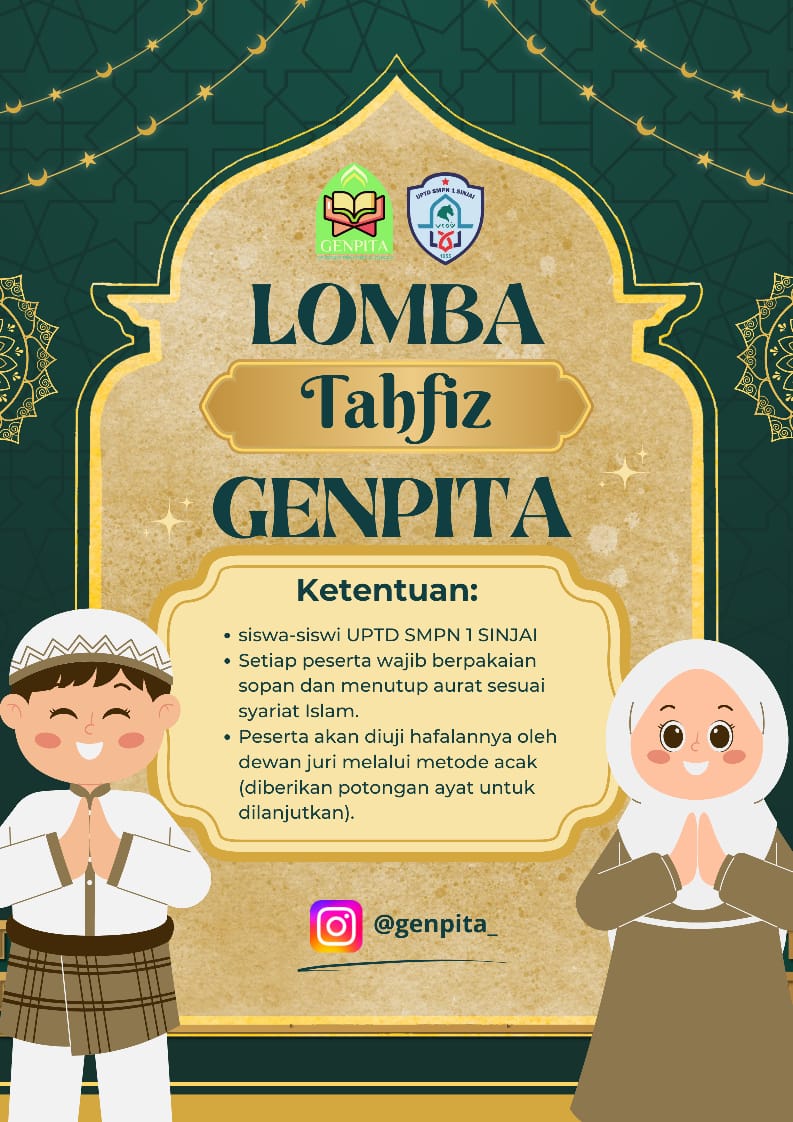 GENPITA
UPTD SMPN 1 SINJAI
1955
LOMBA
Tahfiz
GENPITA
Ketentuan:
• siswa-siswi UPTD SMPN 1 SINJAI
• Setiap peserta wajib berpakaian
sopan dan menutup aurat sesuai
syariat Islam.
• Peserta akan diuji hafalannya oleh
dewan juri melalui metode acak
(diberikan potongan ayat untuk
dilanjutkan).
@genpita_